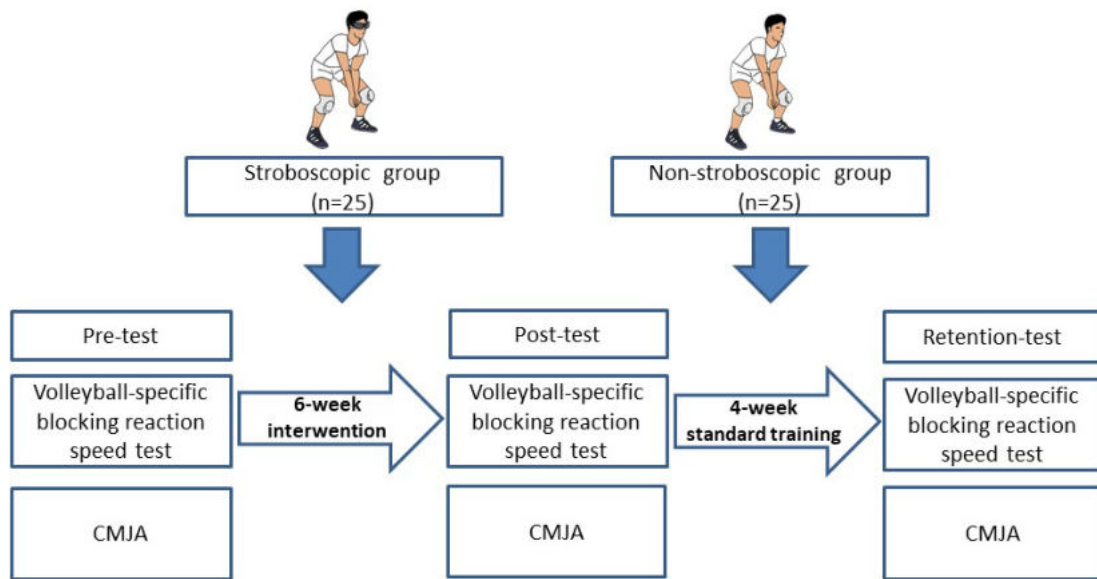 Stroboscopic group
(n=25)
Non-stroboscopic group
(n=25)
Pre-test
Volleyball-specific
blocking reaction
speed test
CMJA
6-week
interwention
Post-test
Volleyball-specific
blocking reaction
speed test
CMJA
4-week
standard training
Retention-test
Volleyball-specific
blocking reaction
speed test
CMJA